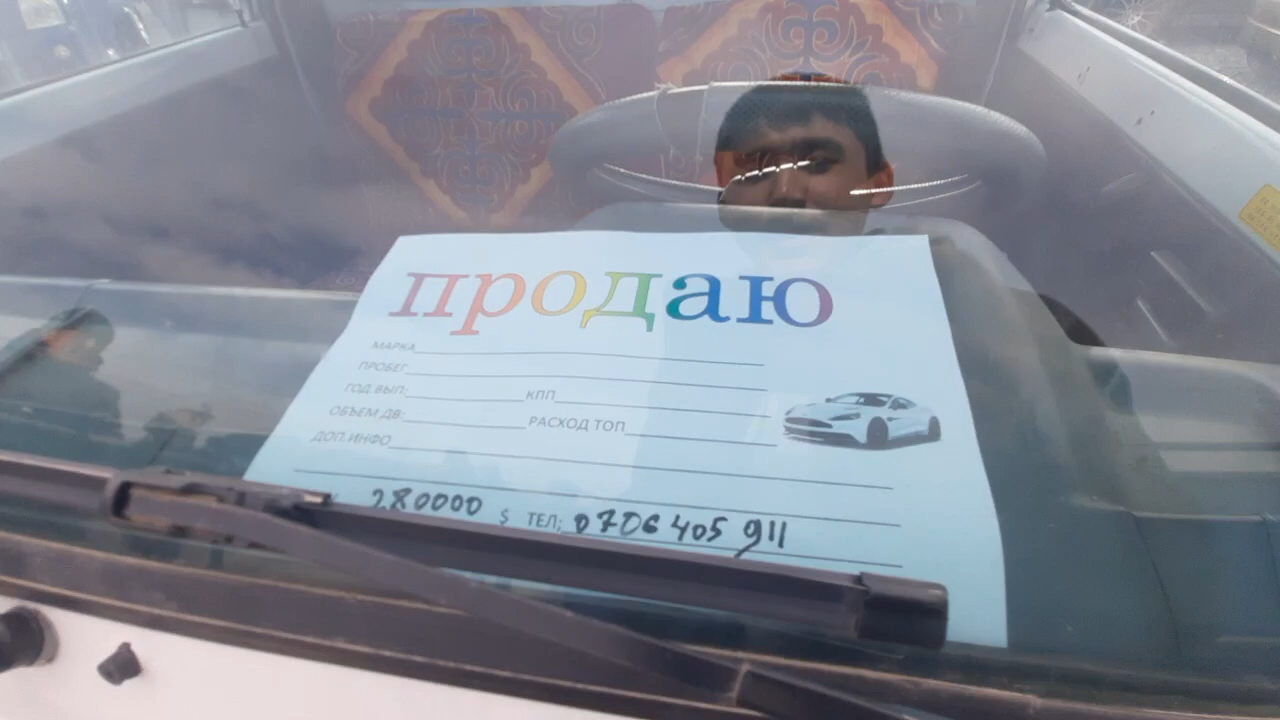 продаю
МАРКА
ПРОБЕГ
ГОД.ВЫП: КПП
ОБЪЕМ ДВ: РАСХОД ТОП
ДОП.ИНФО
280000 $ ТЕЛ; 0706 405 911